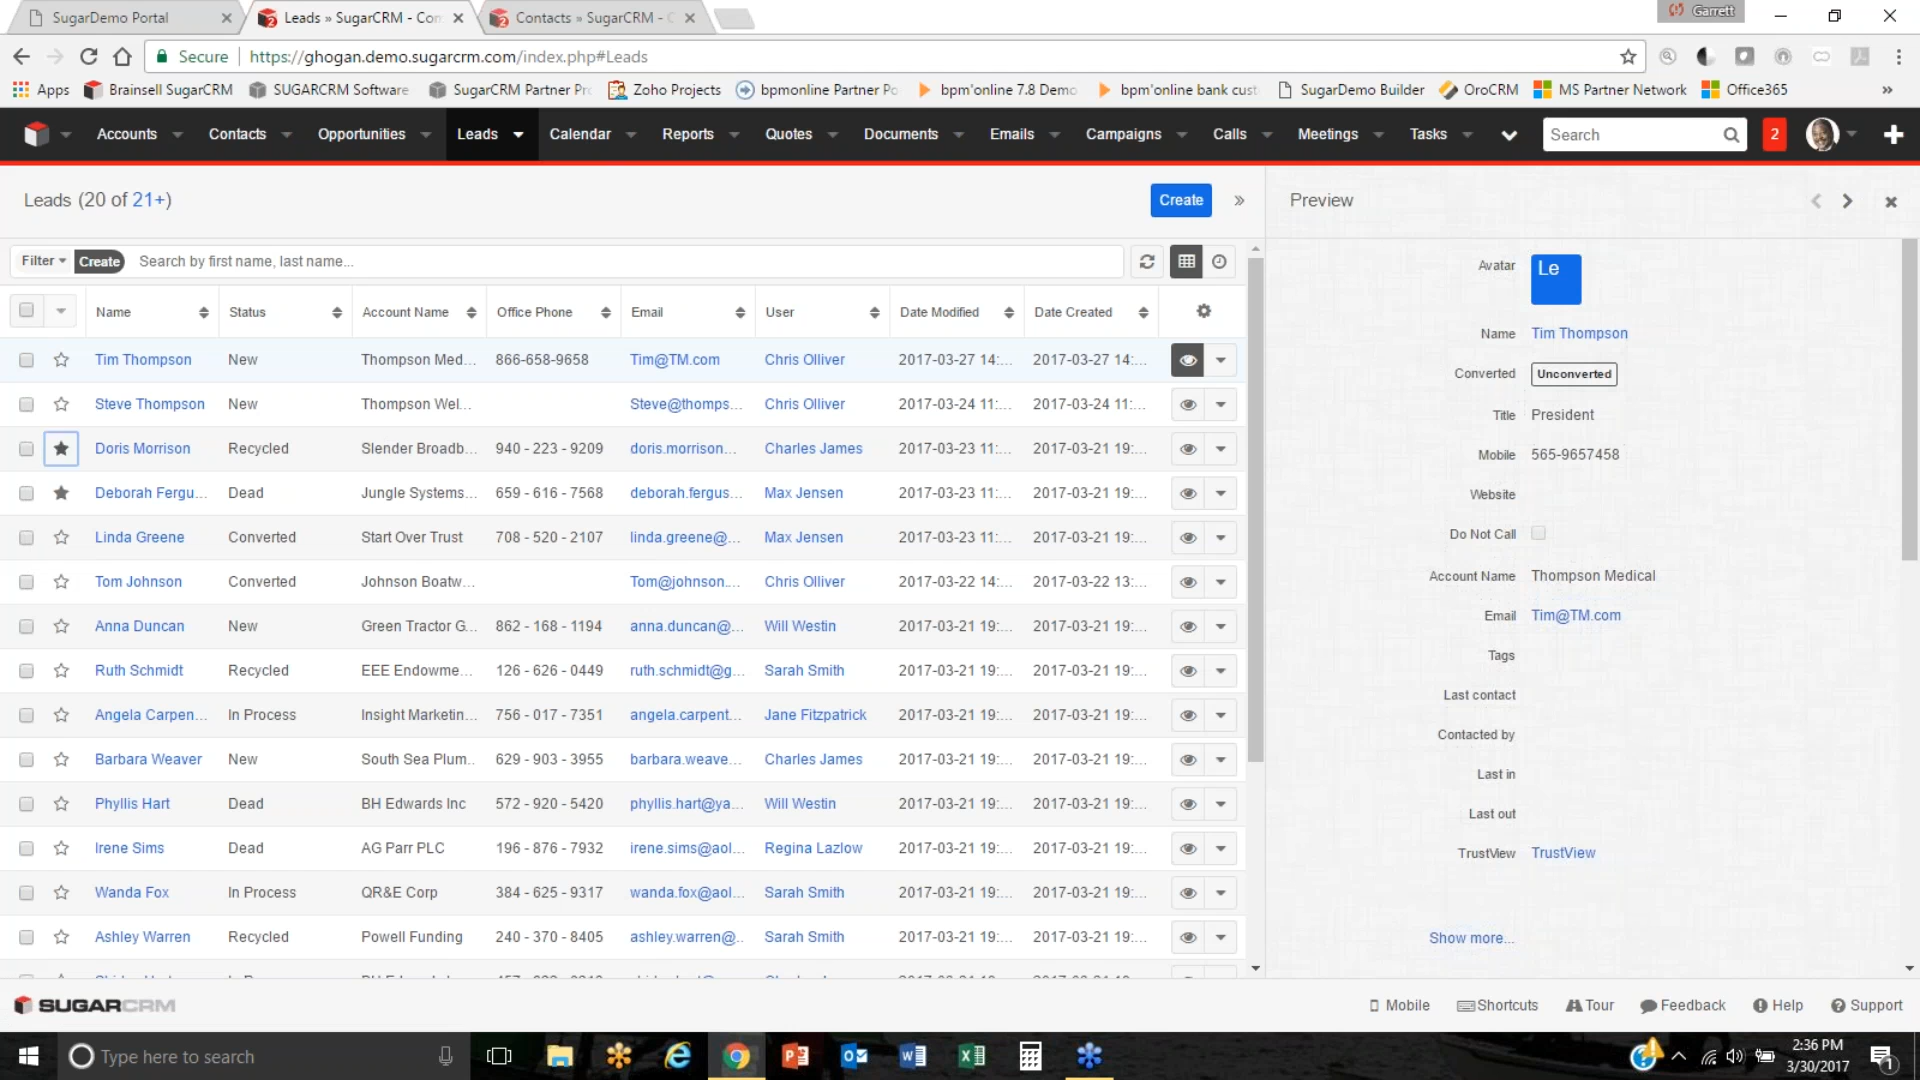 SugarDemo Portal
Leads » SugarCRM - Con
Contacts » SugarCRM - C
Garrett
Secure
https://ghogan.demo.sugarcrm.com/index.php#Leads
Apps
Brainsell SugarCRM
SUGARCRM Software
SugarCRM Partner Pro
Zoho Projects
bpmonline Partner Po
bpm'online 7.8 Demo
bpm'online bank cust
SugarDemo Builder
OroCRM
MS Partner Network
Office365
»
Accounts
Contacts
Opportunities
Leads
Calendar
Reports
Quotes
Documents
Emails
Campaigns
Calls
Meetings
Tasks
Search
2
Leads (20 of 21+)
Create
»
Preview
Filter
Create
Search by first name, last name...
Name Status Account Name Office Phone Email User Date Modified Date Created
Tim Thompson New Thompson Med... 866-658-9658 Tim@TM.com Chris Olliver 2017-03-27 14:... 2017-03-27 14:...
Steve Thompson New Thompson Wel... Steve@thomps... Chris Olliver 2017-03-24 11:... 2017-03-24 11:...
Doris Morrison Recycled Slender Broadb... 940 - 223 - 9209 doris.morrison... Charles James 2017-03-23 11:... 2017-03-21 19:...
Deborah Fergu... Dead Jungle Systems... 659 - 616 - 7568 deborah.fergus... Max Jensen 2017-03-23 11:... 2017-03-21 19:...
Linda Greene Converted Start Over Trust 708 - 520 - 2107 linda.greene@... Max Jensen 2017-03-23 11:... 2017-03-21 19:...
Tom Johnson Converted Johnson Boatw... Tom@johnson.... Chris Olliver 2017-03-22 14:... 2017-03-22 13:...
Anna Duncan New Green Tractor G... 862 - 168 - 1194 anna.duncan@... Will Westin 2017-03-21 19:... 2017-03-21 19:...
Ruth Schmidt Recycled EEE Endowme... 126 - 626 - 0449 ruth.schmidt@g... Sarah Smith 2017-03-21 19:... 2017-03-21 19:...
Angela Carpen... In Process Insight Marketin... 756 - 017 - 7351 angela.carpent... Jane Fitzpatrick 2017-03-21 19:... 2017-03-21 19:...
Barbara Weaver New South Sea Plum... 629 - 903 - 3955 barbara.weave... Charles James 2017-03-21 19:... 2017-03-21 19:...
Phyllis Hart Dead BH Edwards Inc 572 - 920 - 5420 phyllis.hart@ya... Will Westin 2017-03-21 19:... 2017-03-21 19:...
Irene Sims Dead AG Parr PLC 196 - 876 - 7932 irene.sims@aol... Regina Lazlow 2017-03-21 19:... 2017-03-21 19:...
Wanda Fox In Process QR&E Corp 384 - 625 - 9317 wanda.fox@aol... Sarah Smith 2017-03-21 19:... 2017-03-21 19:...
Ashley Warren Recycled Powell Funding 240 - 370 - 8405 ashley.warren@... Sarah Smith 2017-03-21 19:... 2017-03-21 19:...
Avatar Le
Name Tim Thompson
Converted Unconverted
Title President
Mobile 565-9657458
Website
Do Not Call
Account Name Thompson Medical
Email Tim@TM.com
Tags
Last contact
Contacted by
Last in
Last out
TrustView TrustView
Show more...
SUGARCRM
Mobile
Shortcuts
Tour
Feedback
Help
Support
Type here to search
2:36 PM
3/30/2017
1